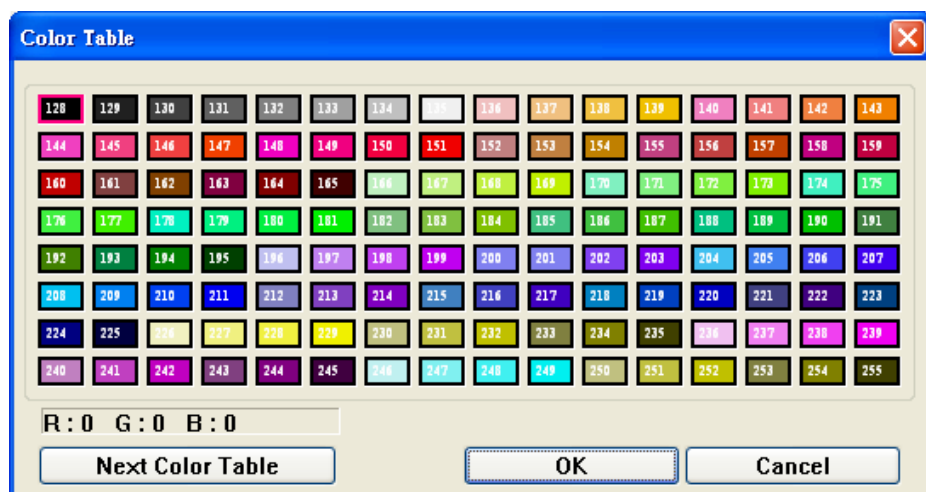 Color Table
128 129 130 131 132 133 134 135 136 137 138 139 140 141 142 143
144 145 146 147 148 149 150 151 152 153 154 155 156 157 158 159
160 161 162 163 164 165 166 167 168 169 170 171 172 173 174 175
176 177 178 179 180 181 182 183 184 185 186 187 188 189 190 191
192 193 194 195 196 197 198 199 200 201 202 203 204 205 206 207
208 209 210 211 212 213 214 215 216 217 218 219 220 221 222 223
224 225 226 227 228 229 230 231 232 233 234 235 236 237 238 239
240 241 242 243 244 245 246 247 248 249 250 251 252 253 254 255
R : 0 G : 0 B : 0
Next Color Table OK Cancel